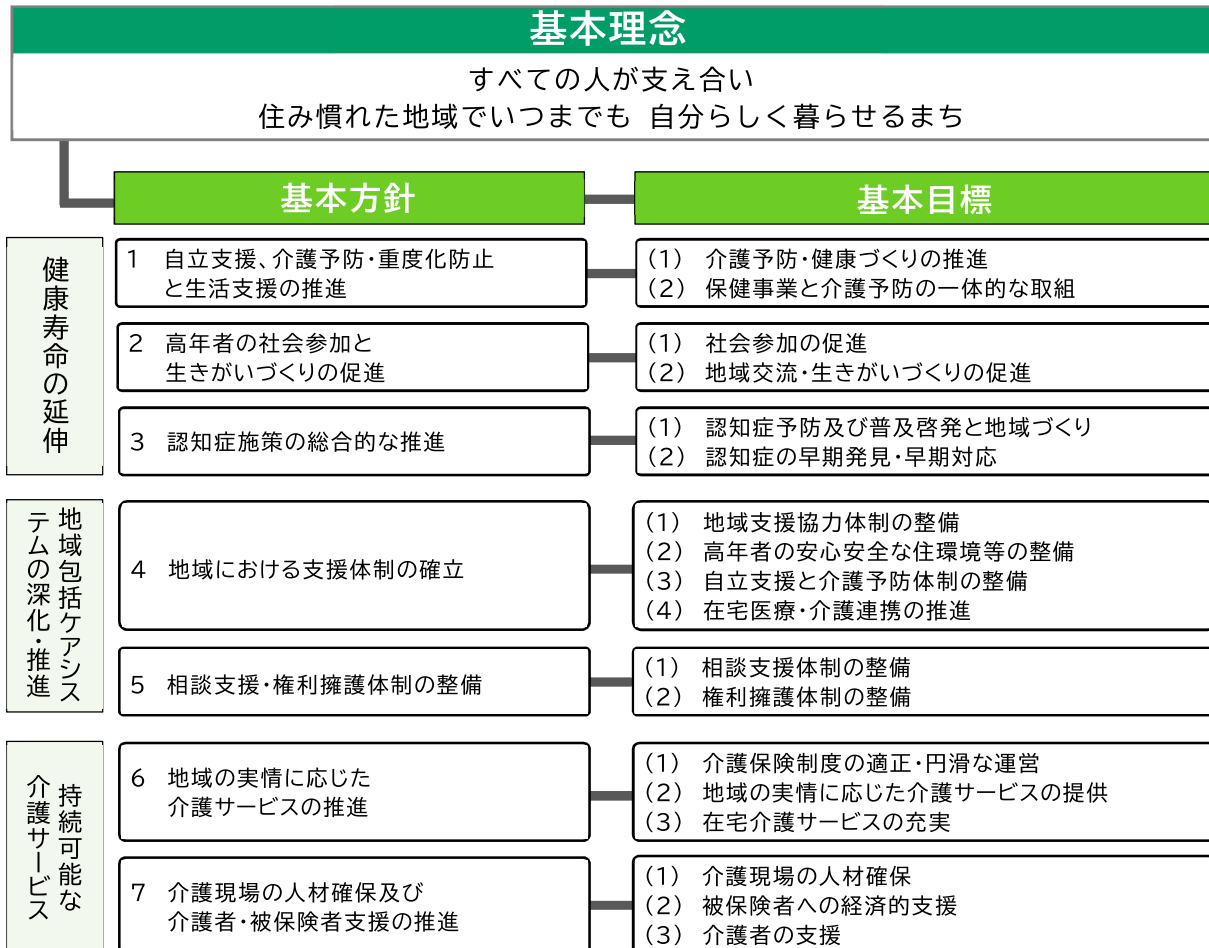 基本理念
すべての人が支え合い
住み慣れた地域でいつまでも 自分らしく暮らせるまち
基本方針
基本目標
健康寿命の延伸
1 自立支援、介護予防・重度化防止
と生活支援の推進
(1) 介護予防・健康づくりの推進
(2) 保健事業と介護予防の一体的な取組
2 高年者の社会参加と
生きがいづくりの促進
(1) 社会参加の促進
(2) 地域交流・生きがいづくりの促進
3 認知症施策の総合的な推進
(1) 認知症予防及び普及啓発と地域づくり
(2) 認知症の早期発見・早期対応
地域包括ケアシス
テムの深化・推進
4 地域における支援体制の確立
(1) 地域支援協力体制の整備
(2) 高年者の安心安全な住環境等の整備
(3) 自立支援と介護予防体制の整備
(4) 在宅医療・介護連携の推進
5 相談支援・権利擁護体制の整備
(1) 相談支援体制の整備
(2) 権利擁護体制の整備
持続可能な
介護サービス
6 地域の実情に応じた
介護サービスの推進
(1) 介護保険制度の適正・円滑な運営
(2) 地域の実情に応じた介護サービスの提供
(3) 在宅介護サービスの充実
7 介護現場の人材確保及び
介護者・被保険者支援の推進
(1) 介護現場の人材確保
(2) 被保険者への経済的支援
(3) 介護者の支援